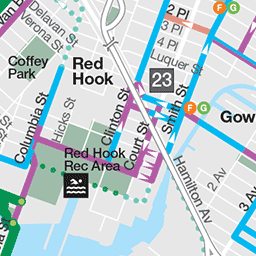 Delavan St
Verona St
Coffey
Park
Red
Hook
2 Pl
3 Pl
4 Pl
Luquer St
23
F G
F G
Gow
Columbia St
Hicks St
Clinton St
Court St
Smith St
Red Hook
Rec Area
Hamilton Av
2 Av
3 Av